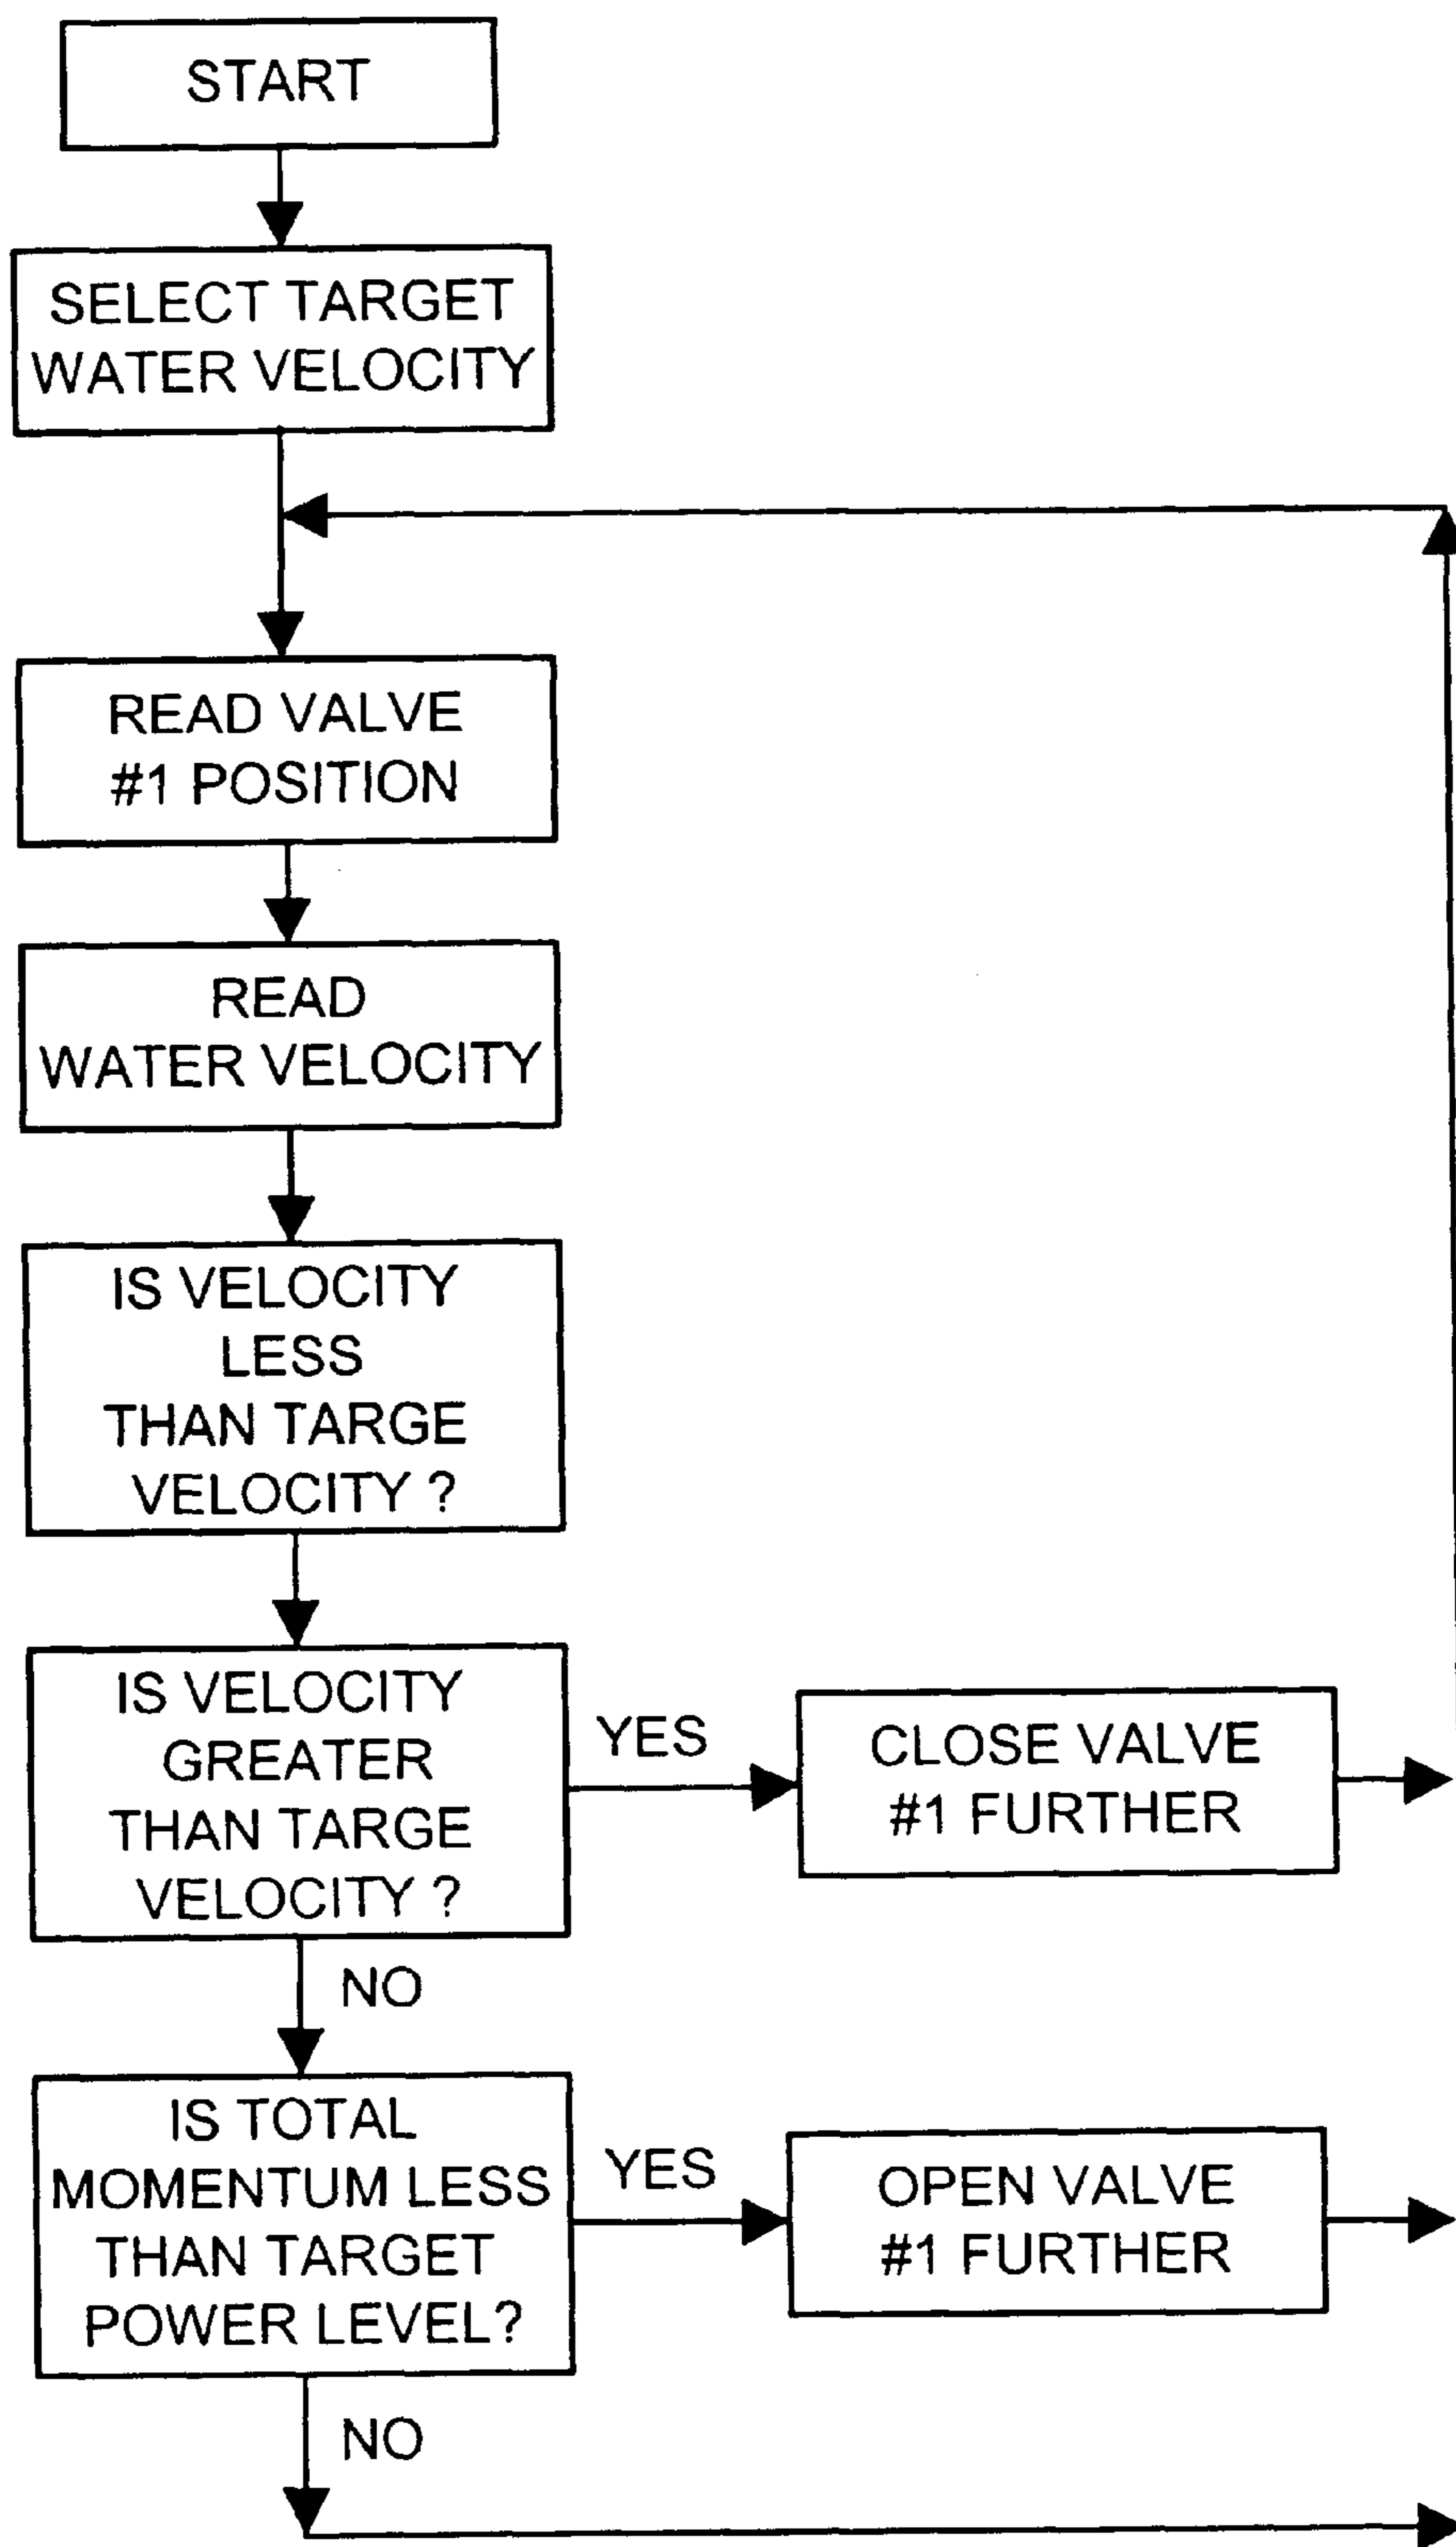 START
SELECT TARGET
WATER VELOCITY
READ VALVE
#1 POSITION
READ
WATER VELOCITY
IS VELOCITY
LESS
THAN TARGE
VELOCITY ?
IS VELOCITY
GREATER
THAN TARGE
VELOCITY ?
YES
CLOSE VALVE
#1 FURTHER
NO
IS TOTAL
MOMENTUM LESS
THAN TARGET
POWER LEVEL?
YES
OPEN VALVE
#1 FURTHER
NO